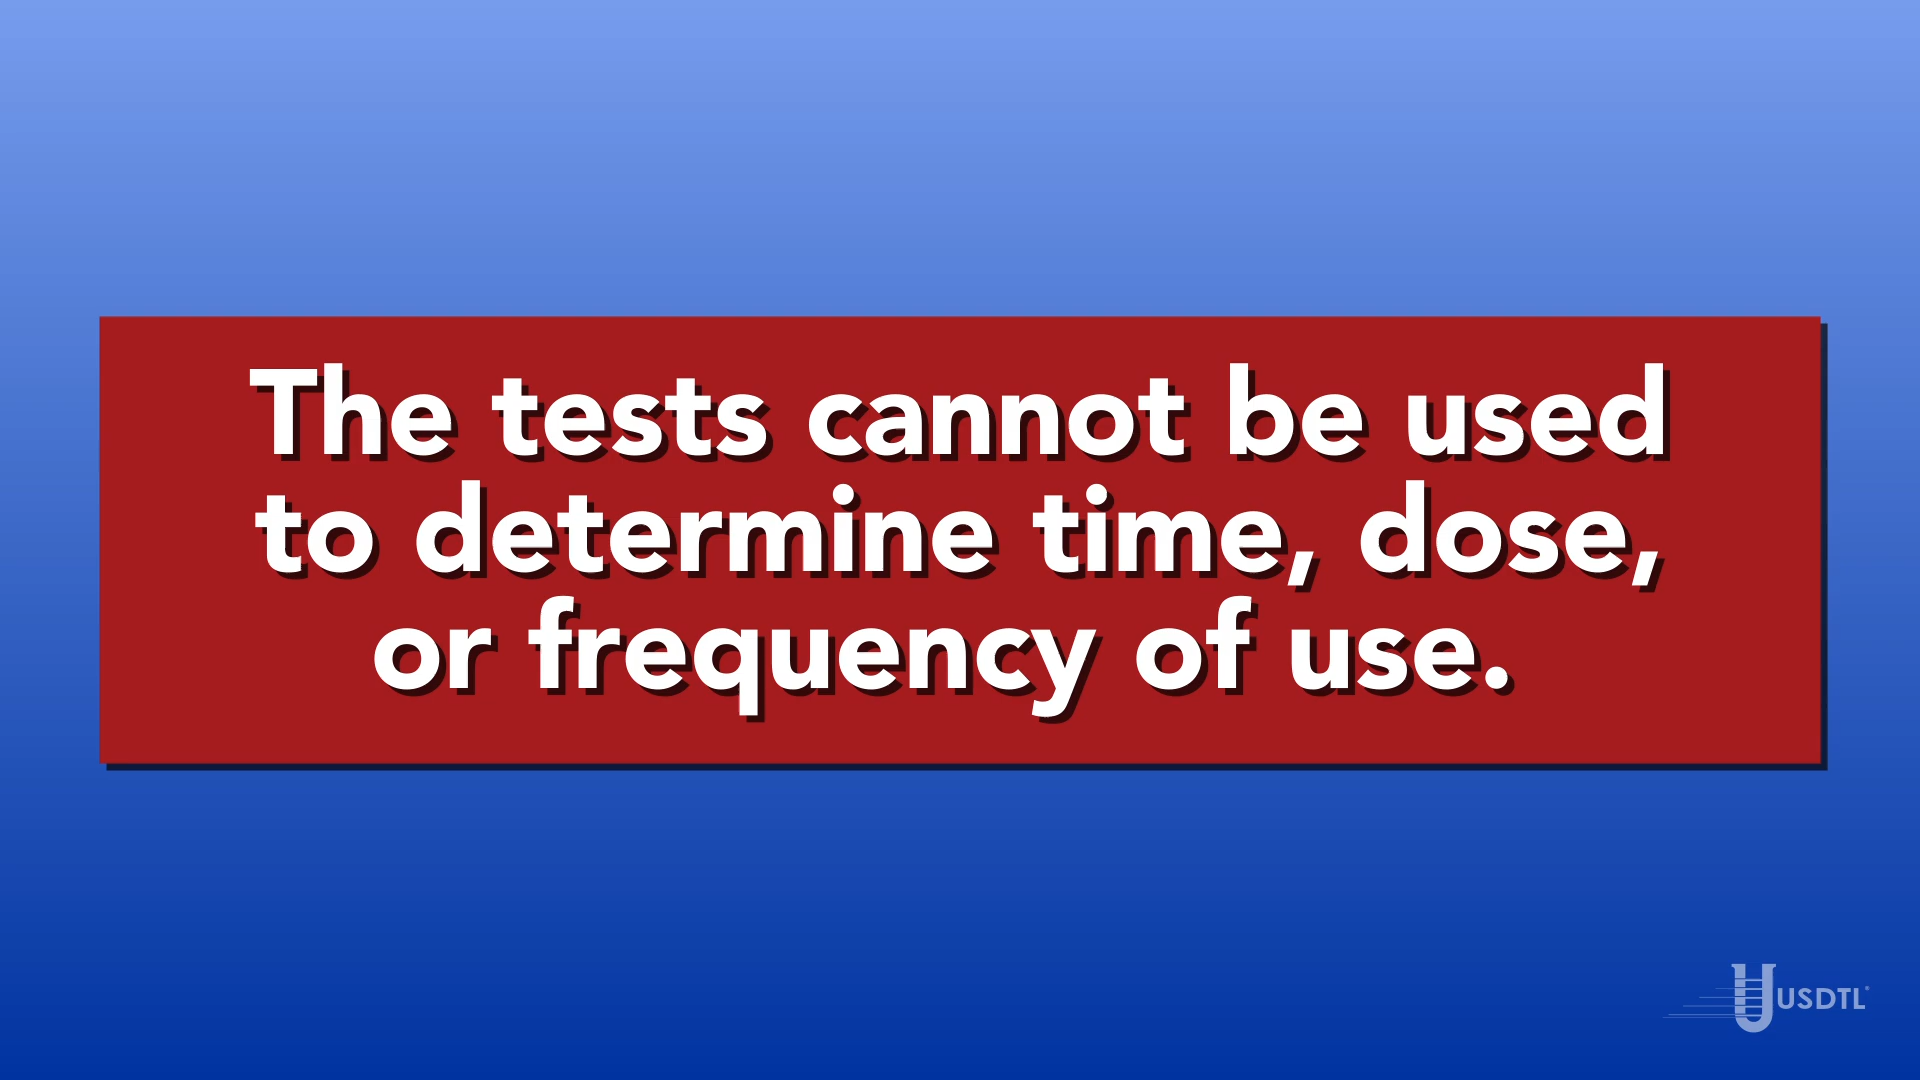 The tests cannot be used
to determine time, dose,
or frequency of use.
USDTL